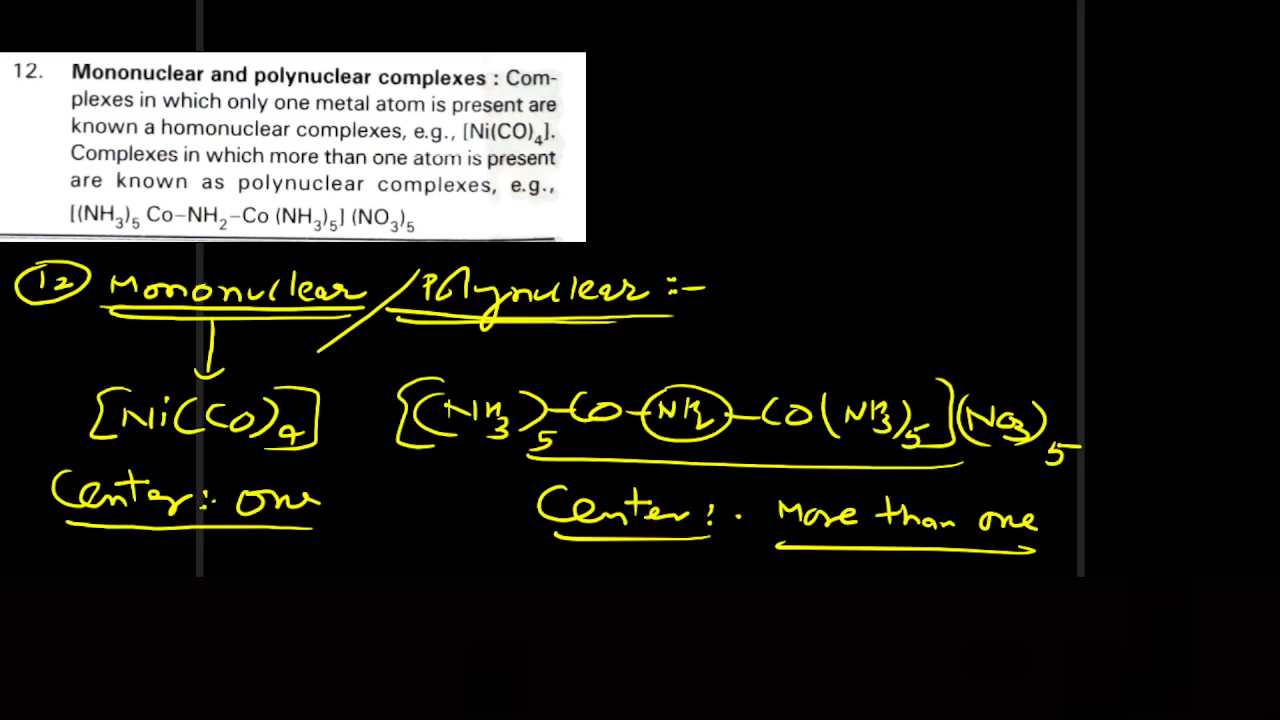 12. Mononuclear and polynuclear complexes : Com-
plexes in which only one metal atom is present are
known a homonuclear complexes, e.g., [Ni(CO)₄].
Complexes in which more than one atom is present
are known as polynuclear complexes, e.g.,
[(NH₃)₅ Co–NH₂–Co (NH₃)₅] (NO₃)₅
12 Mononuclear / Polynuclear :-
[Ni(CO)₄] [(NH₃)₅-CO-NH₂-CO(NH₃)₅](NO₃)₅
Center:. one Center:. More than one